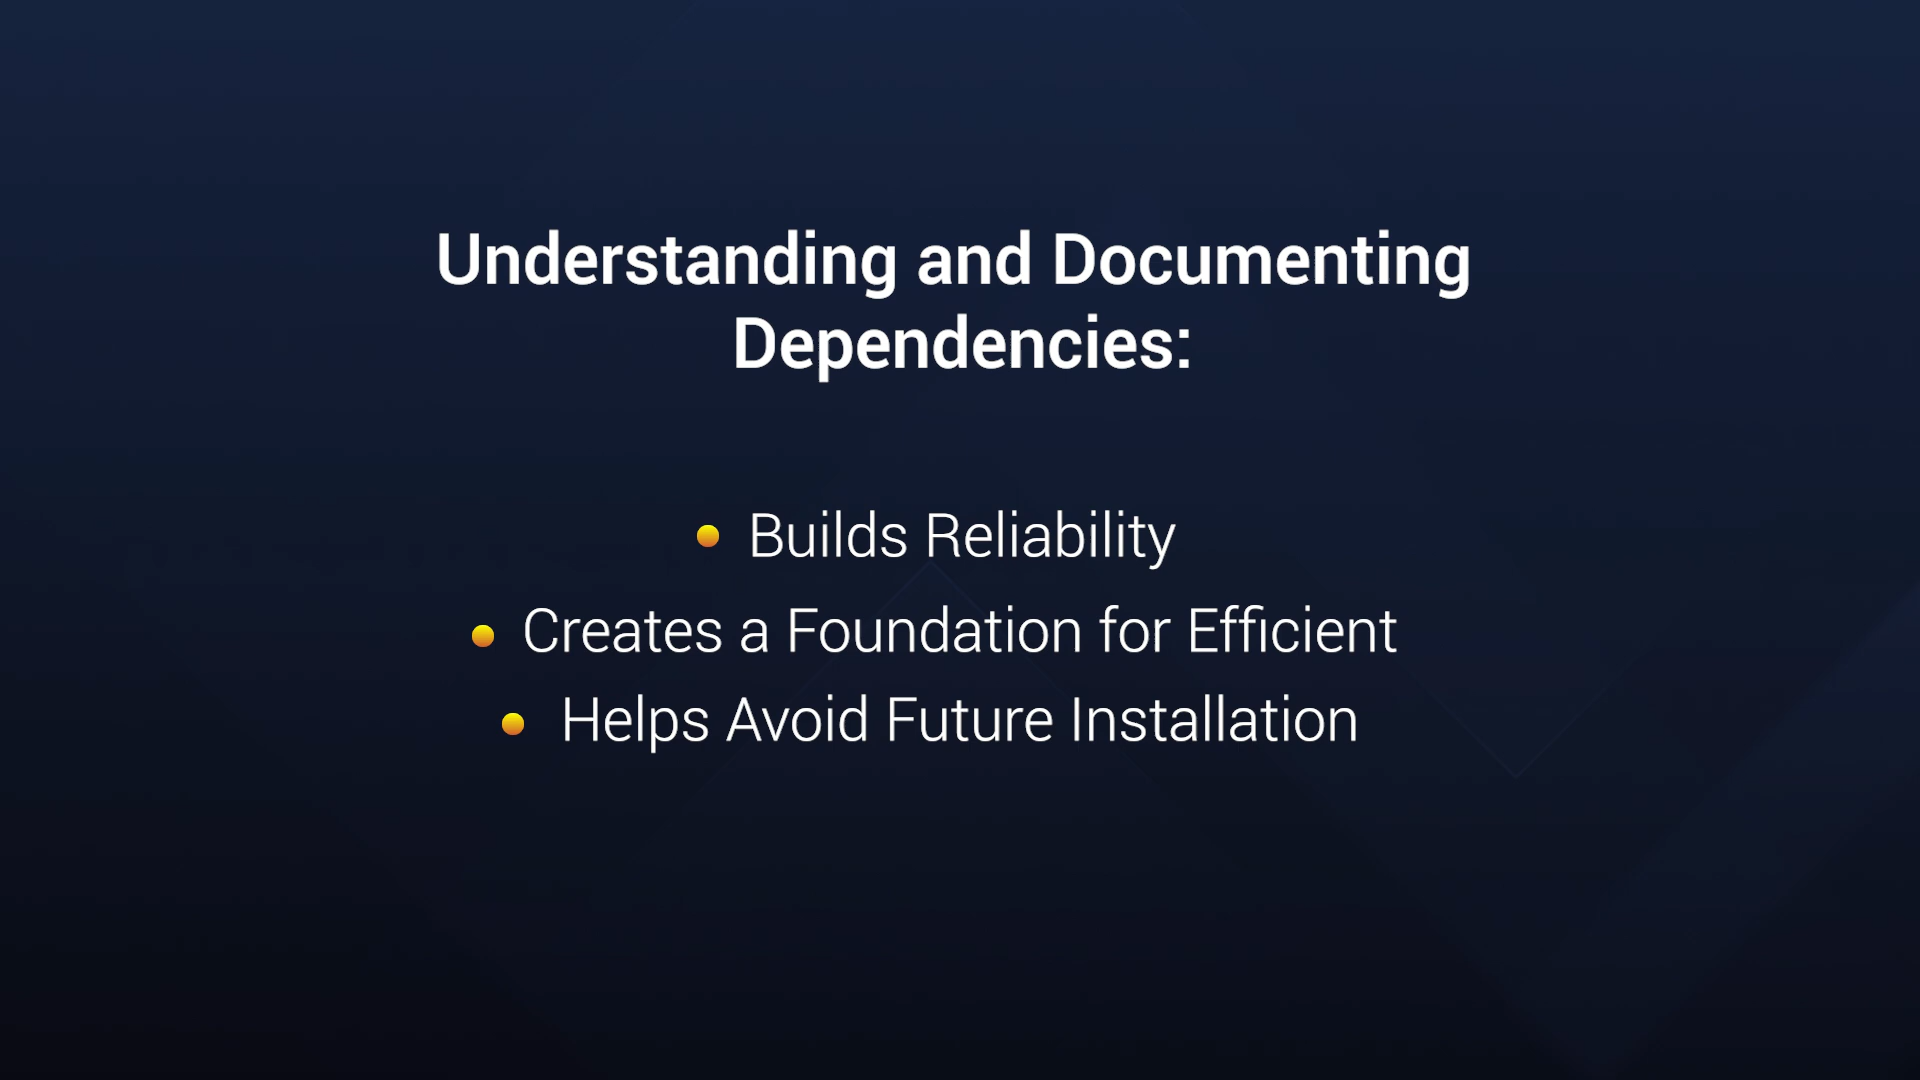 Understanding and Documenting
Dependencies:
• Builds Reliability
• Creates a Foundation for Efficient
• Helps Avoid Future Installation